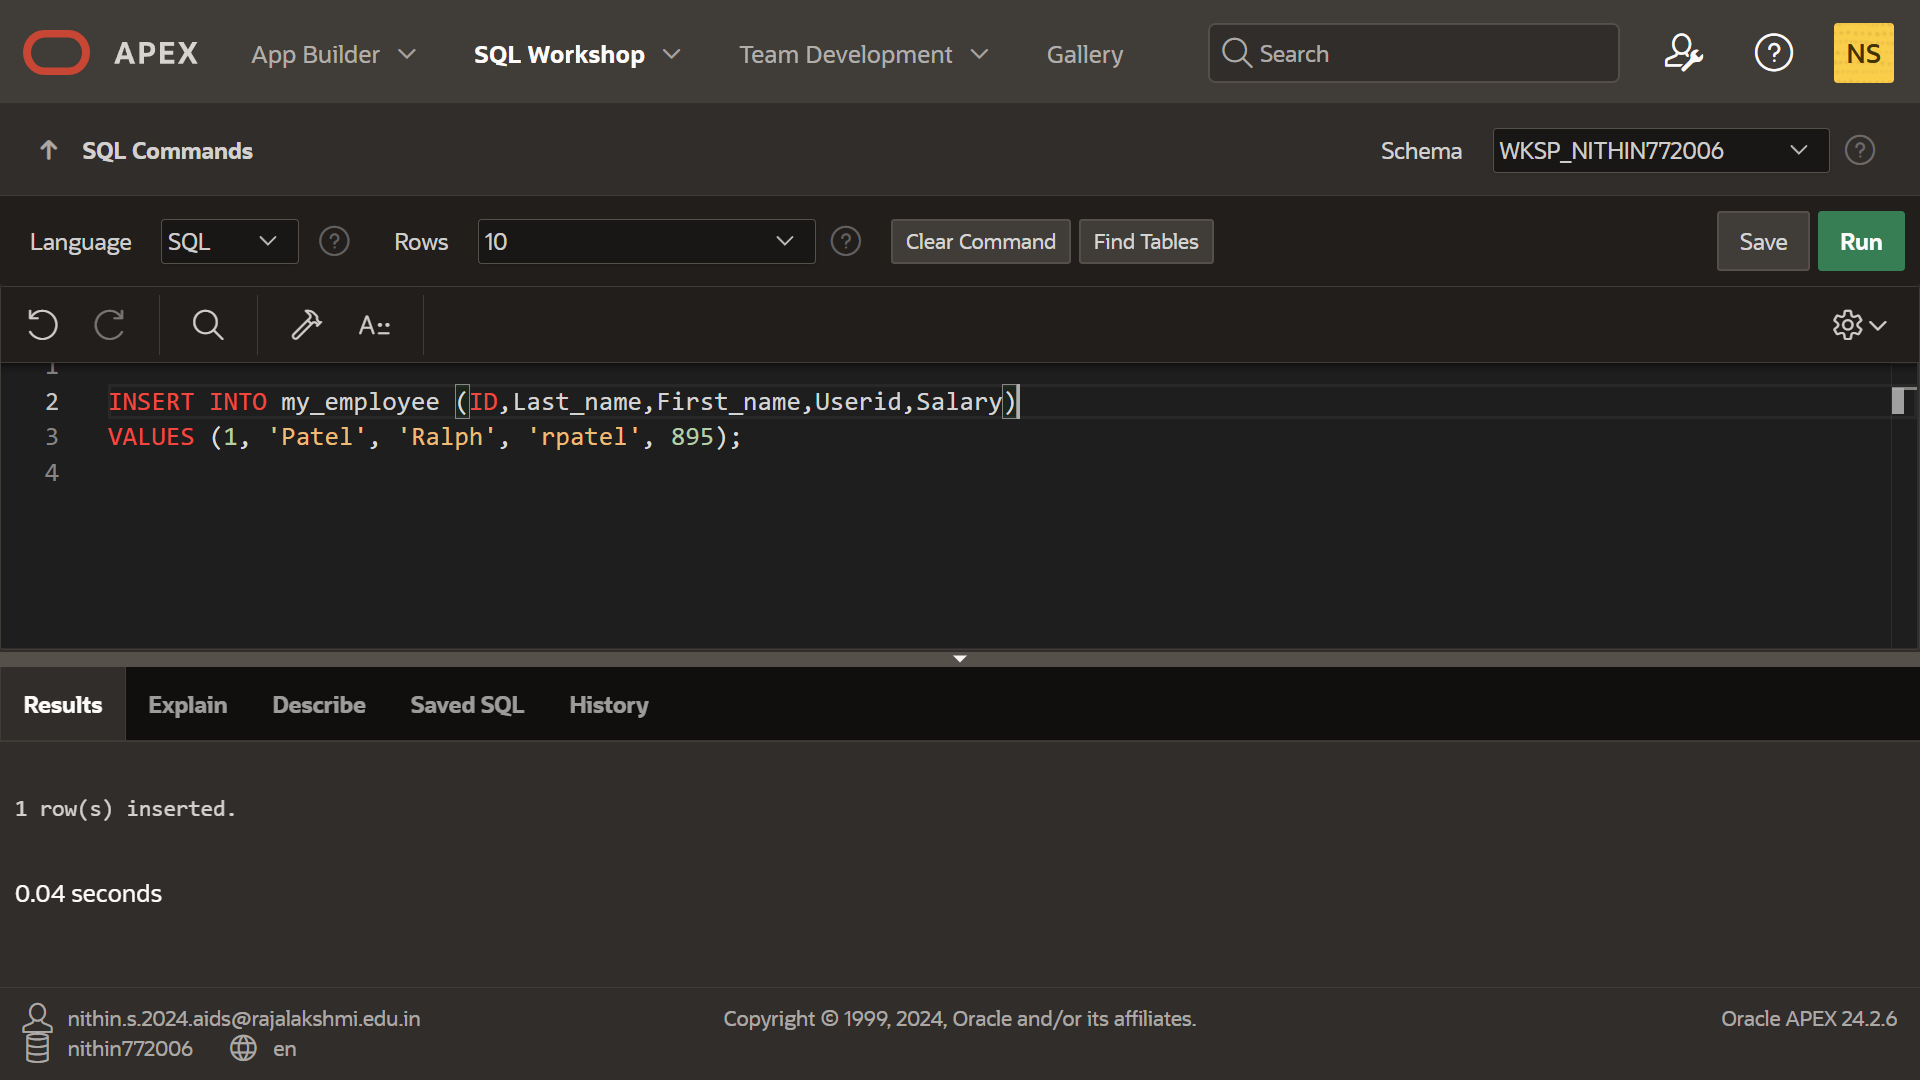 APEX App Builder SQL Workshop Team Development Gallery Search NS
SQL Commands Schema WKSP_NITHIN772006
Language SQL Rows 10 Clear Command Find Tables Save Run
A::
1
2 INSERT INTO my_employee (ID,Last_name,First_name,Userid,Salary)
3 VALUES (1, 'Patel', 'Ralph', 'rpatel', 895);
4
Results Explain Describe Saved SQL History
1 row(s) inserted.
0.04 seconds
nithin.s.2024.aids@rajalakshmi.edu.in Copyright © 1999, 2024, Oracle and/or its affiliates. Oracle APEX 24.2.6
nithin772006 en